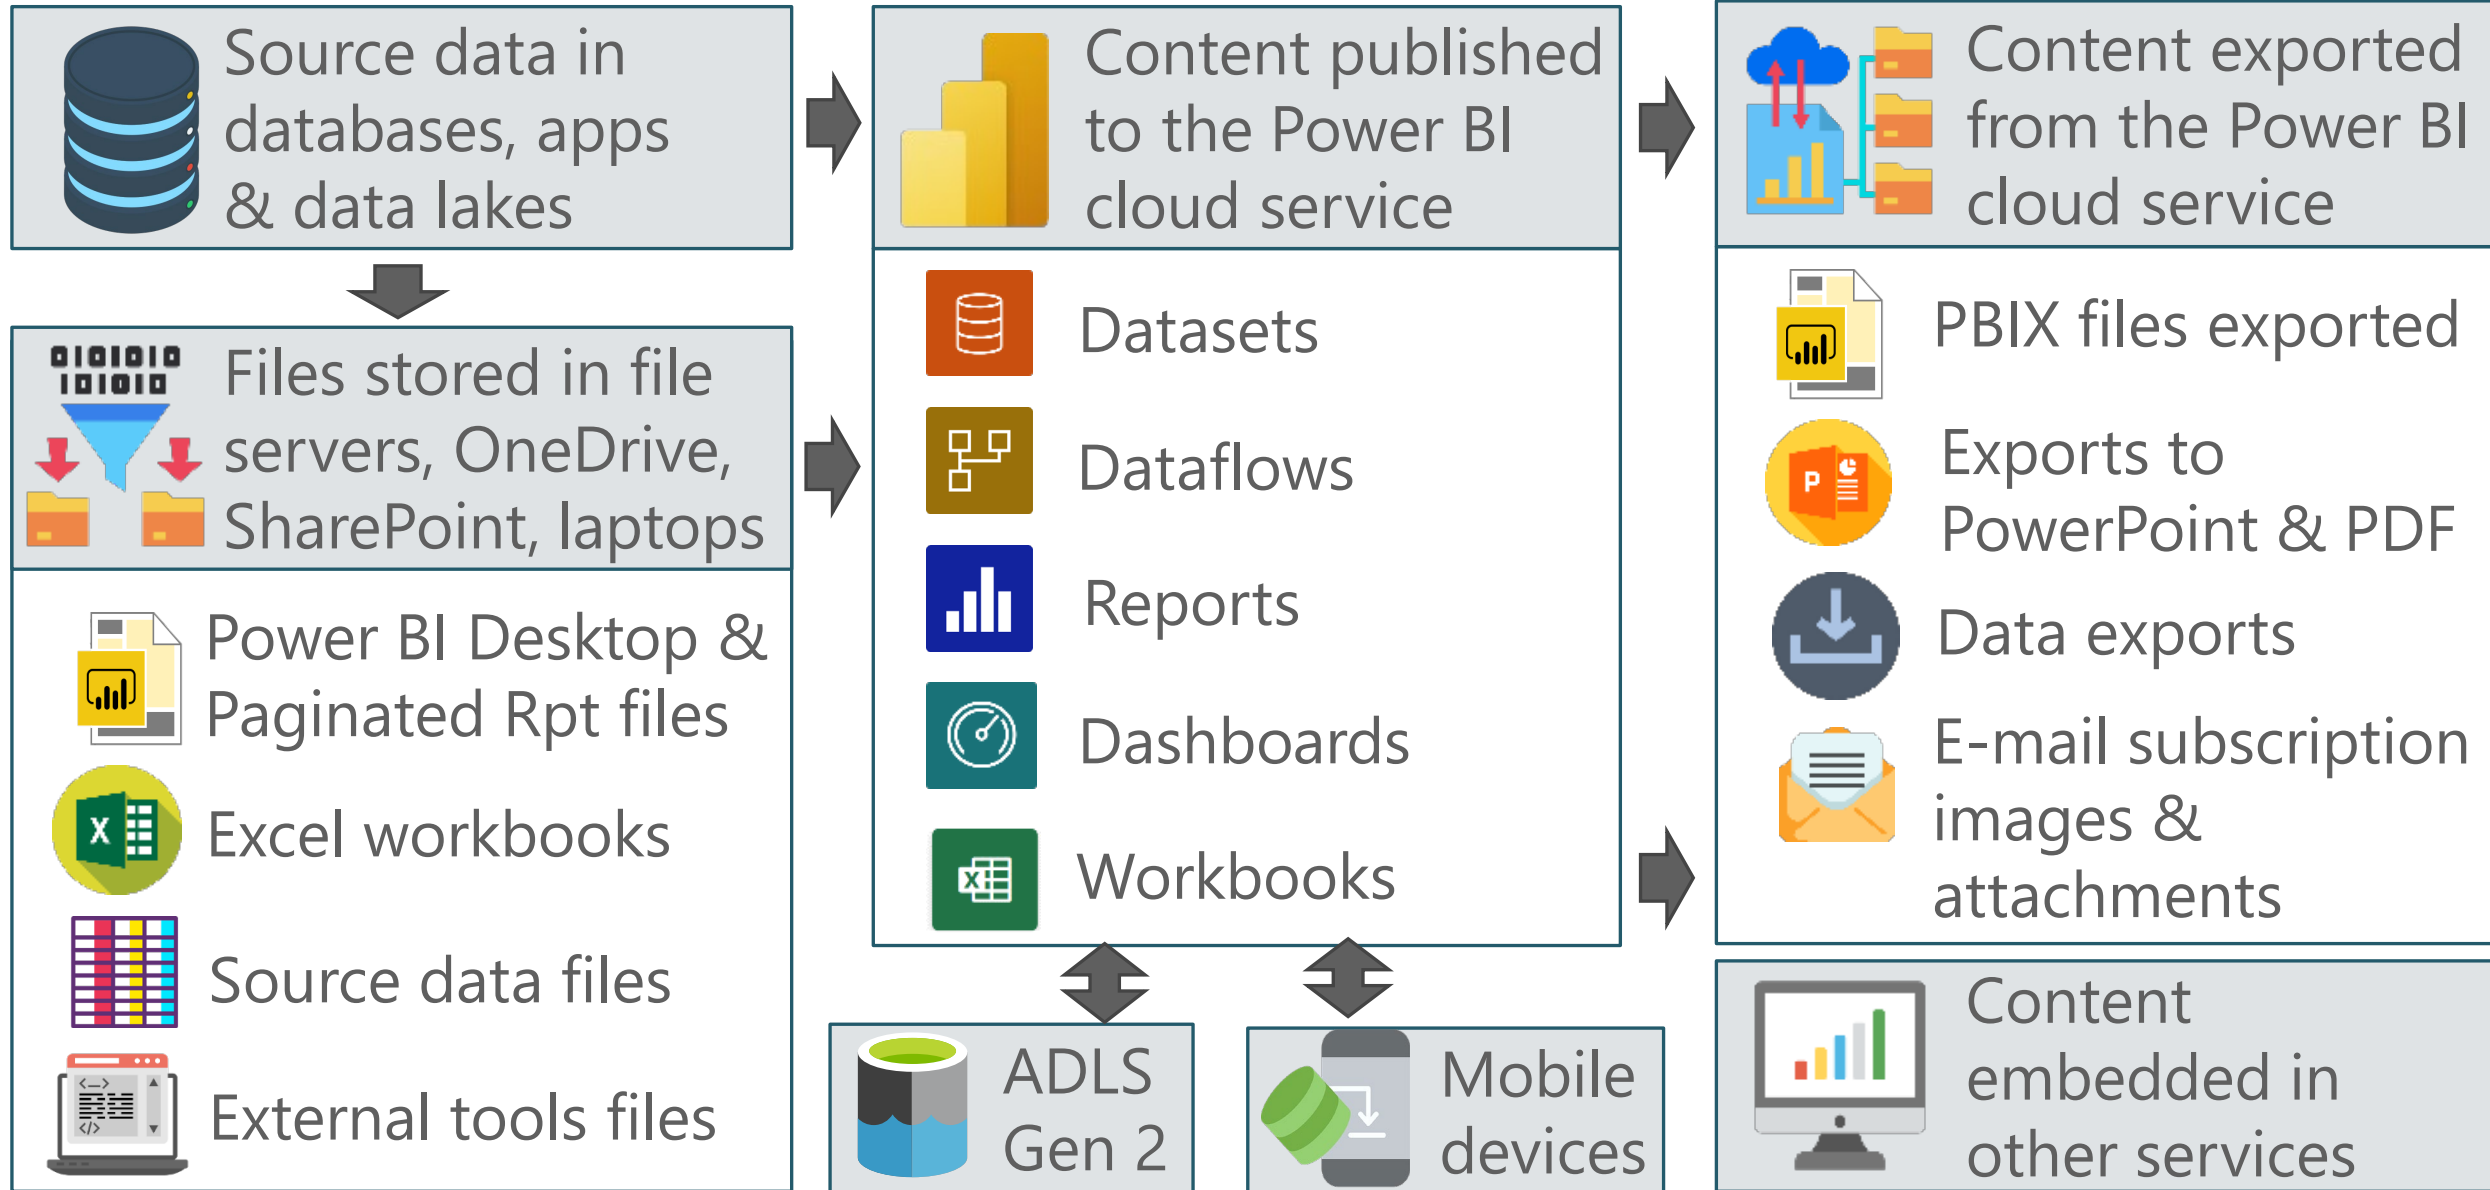 Source data in
databases, apps
& data lakes
Files stored in file
servers, OneDrive,
SharePoint, laptops
Power BI Desktop &
Paginated Rpt files
Excel workbooks
Source data files
External tools files
Content published
to the Power BI
cloud service
Datasets
Dataflows
Reports
Dashboards
Workbooks
ADLS
Gen 2
Mobile
devices
Content exported
from the Power BI
cloud service
PBIX files exported
Exports to
PowerPoint & PDF
Data exports
E-mail subscription
images &
attachments
Content
embedded in
other services